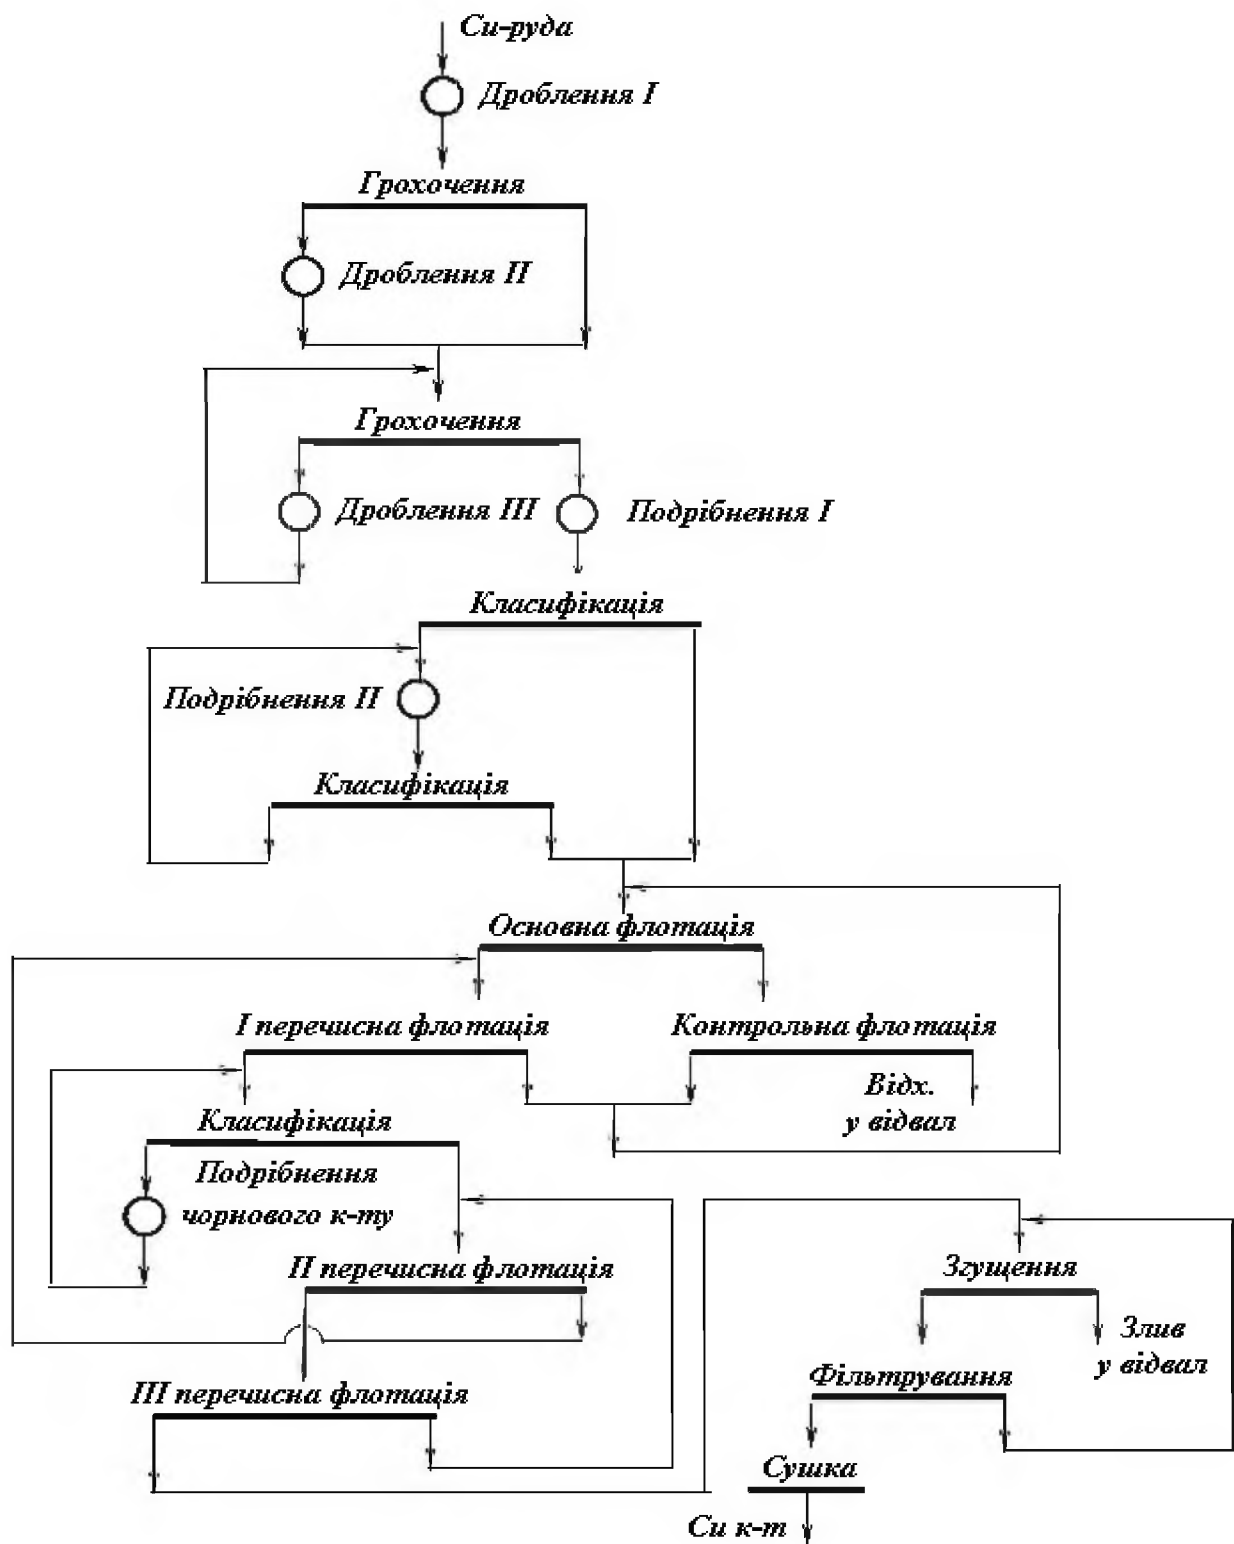 Cu-руда
Дроблення I
Грохочення
Дроблення II
Грохочення
Дроблення III
Подрібнення I
Класифікація
Подрібнення II
Класифікація
Основна флотація
I перечисна флотація
Контрольна флотація
Відх.
у відвал
Класифікація
Подрібнення
чорнового к-ту
II перечисна флотація
Згущення
Злив
у відвал
III перечисна флотація
Фільтрування
Сушка
Cu к-т